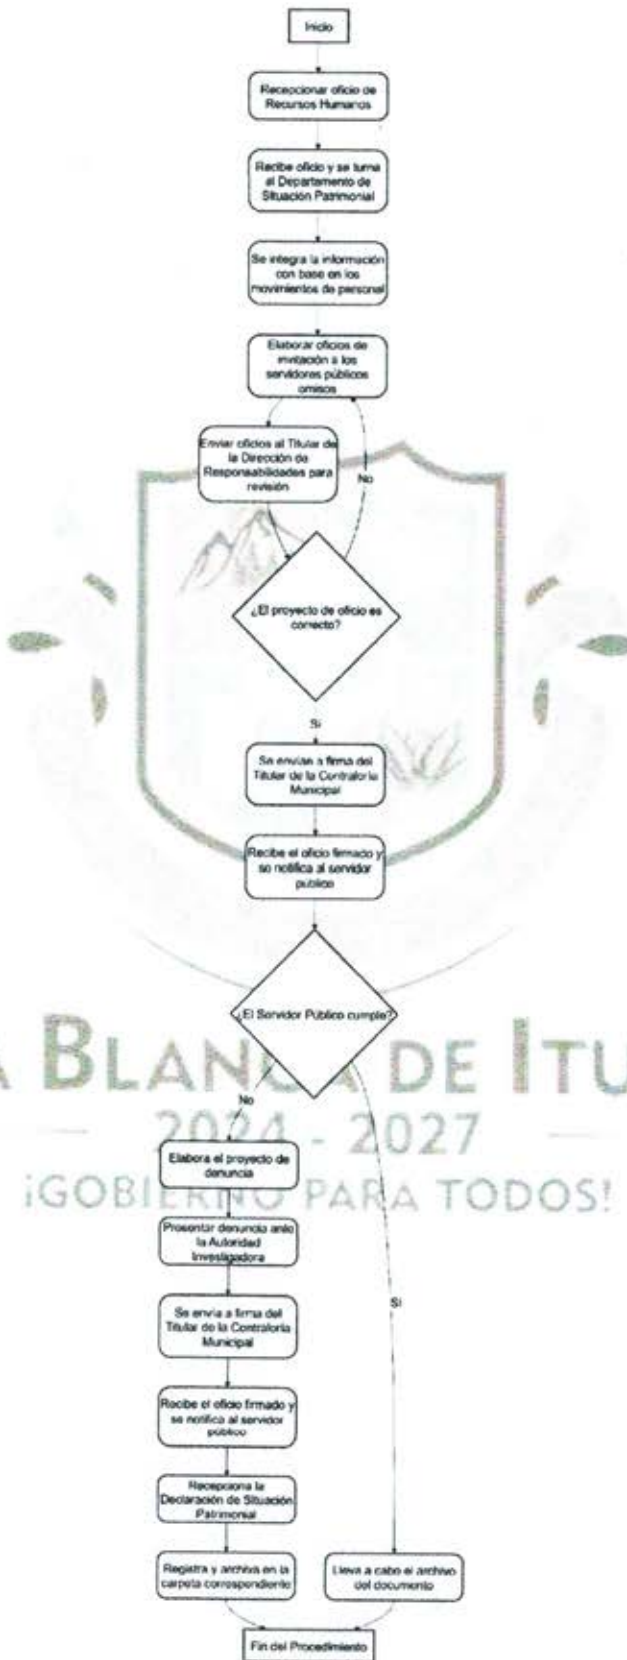 Inicio
Recepcionar oficio de
Recursos Humanos
Recibe oficio y se turna
al Departamento de
Situación Patrimonial
Se integra la información
con base en los
movimientos de personal
Elaborar oficios de
invitación a los
servidores públicos
omisos
Enviar oficios al Titular de
la Dirección de
Responsabilidades para
revisión
No
¿El proyecto de oficio es
correcto?
Sí
Se envías a firma del
Titular de la Contraloría
Municipal
Recibe el oficio firmado y
se notifica al servidor
público
¿El Servidor Público cumple?
A BLANCA DE ITU
No
2024 - 2027
Elabora el proyecto de
denuncia
¡GOBIERNO PARA TODOS!
Presentar denuncia ante
la Autoridad
Investigadora
Sí
Se envía a firma del
Titular de la Contraloría
Municipal
Recibe el oficio firmado y
se notifica al servidor
público
Recepciona la
Declaración de Situación
Patrimonial
Registra y archiva en la
carpeta correspondiente
Lleva a cabo el archivo
del documento
Fin del Procedimiento